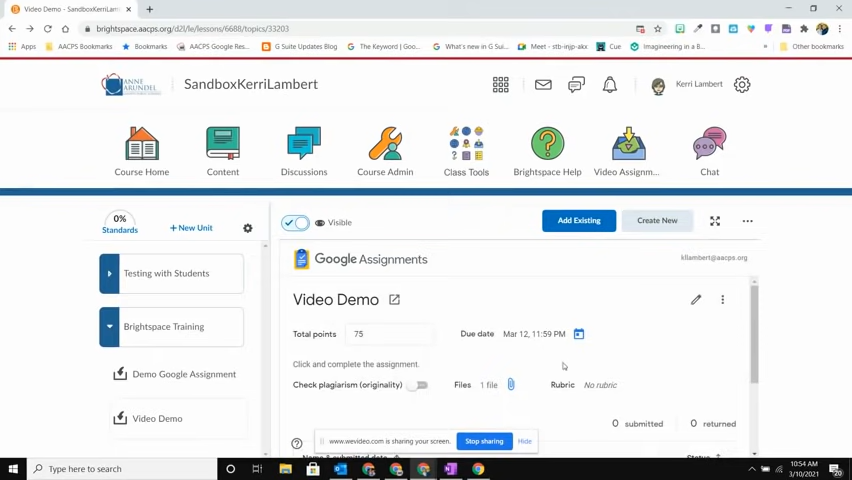 Video Demo - SandboxKerriLam
brightspace.aacps.org/d2l/le/lessons/6688/topics/33203
Apps
AACPS Bookmarks
Bookmarks
AACPS Google Res...
G Suite Updates Blog
The Keyword | Goo...
What's new in G Sui...
Meet - stb-injp-akx
Cue
Imagineering in a B...
Other bookmarks
ANNE
ARUNDEL
SandboxKerriLambert
Kerri Lambert
Course Home
Content
Discussions
Course Admin
Class Tools
Brightspace Help
Video Assignm...
Chat
0%
Standards
+ New Unit
Visible
Add Existing
Create New
Testing with Students
Google Assignments
kllambert@aacps.org
Video Demo
Brightspace Training
Total points
75
Due date
Mar 12, 11:59 PM
Click and complete the assignment.
Demo Google Assignment
Check plagiarism (originality)
Files
1 file
Rubric
No rubric
Video Demo
0 submitted
0 returned
www.wevideo.com is sharing your screen.
Stop sharing
Hide
Name & submitted date
Status
Type here to search
10:54 AM
3/10/2021
20